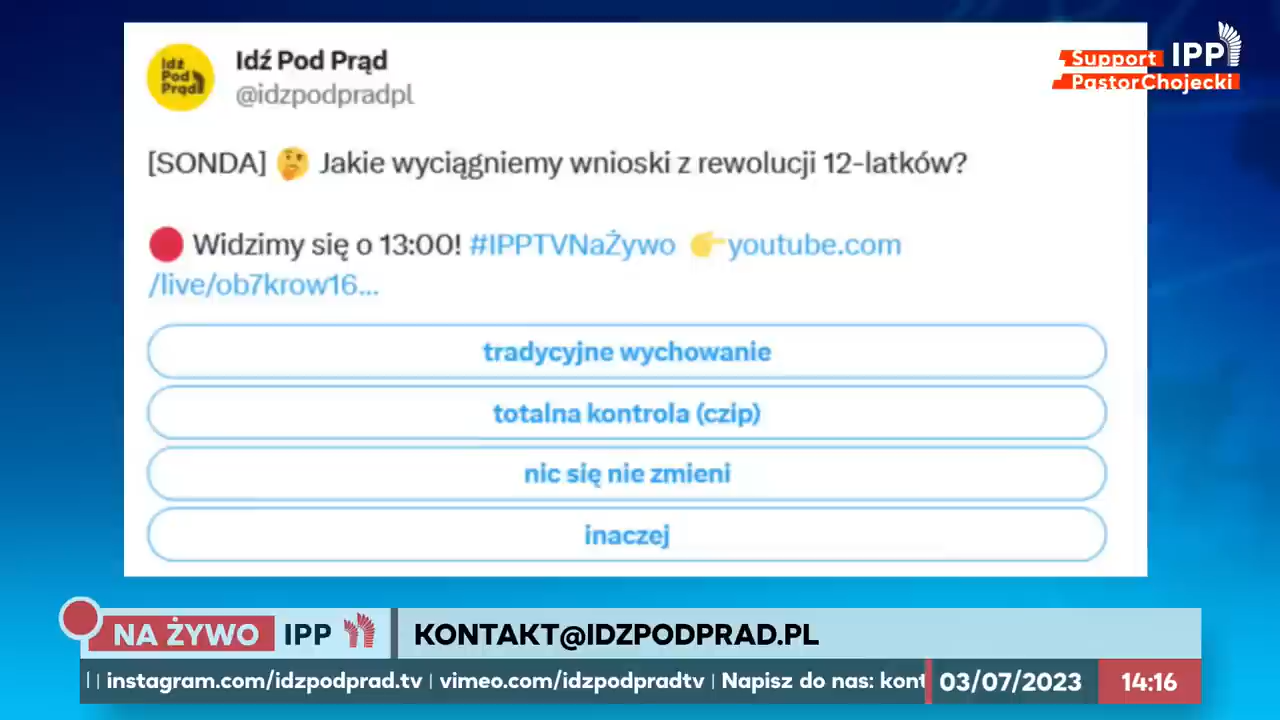 Idź Pod Prąd
Idź
Pod
Prąd
@idzpodpradpl
Support IPP
PastorChojecki
[SONDA] 🤔 Jakie wyciągniemy wnioski z rewolucji 12-latków?
🔴 Widzimy się o 13:00! #IPPTVNaŻywo 👉youtube.com
/live/ob7krow16...
tradycyjne wychowanie
totalna kontrola (czip)
nic się nie zmieni
inaczej
NA ŻYWO IPP KONTAKT@IDZPODPRAD.PL
| | instagram.com/idzpodprad.tv | vimeo.com/idzpodpradtv | Napisz do nas: kont 03/07/2023 14:16